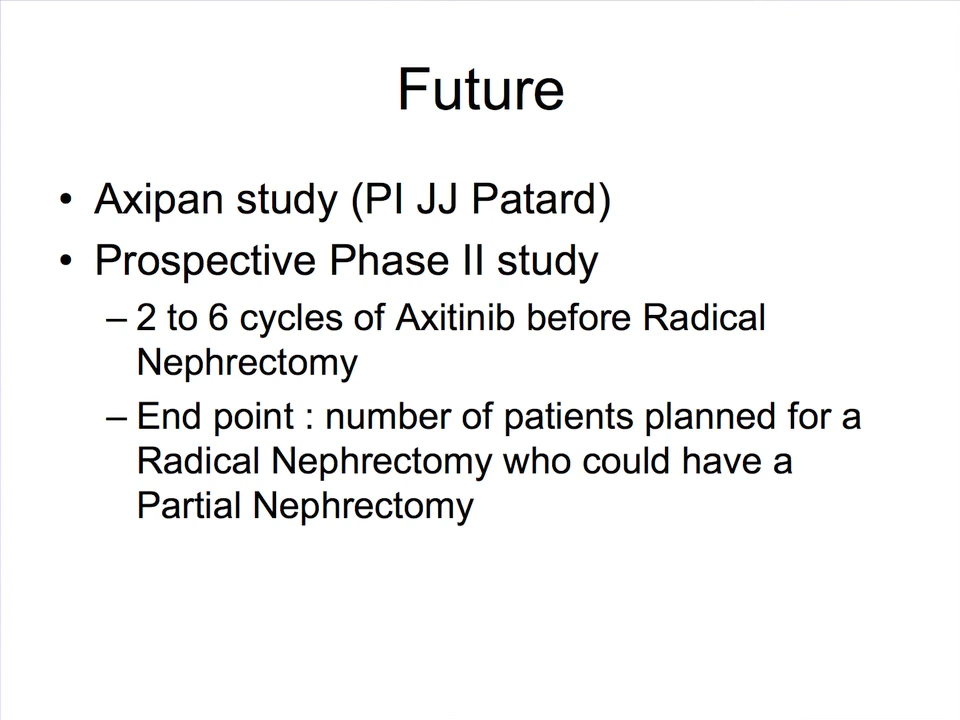 Future
• Axipan study (PI JJ Patard)
• Prospective Phase II study
– 2 to 6 cycles of Axitinib before Radical
Nephrectomy
– End point : number of patients planned for a
Radical Nephrectomy who could have a
Partial Nephrectomy